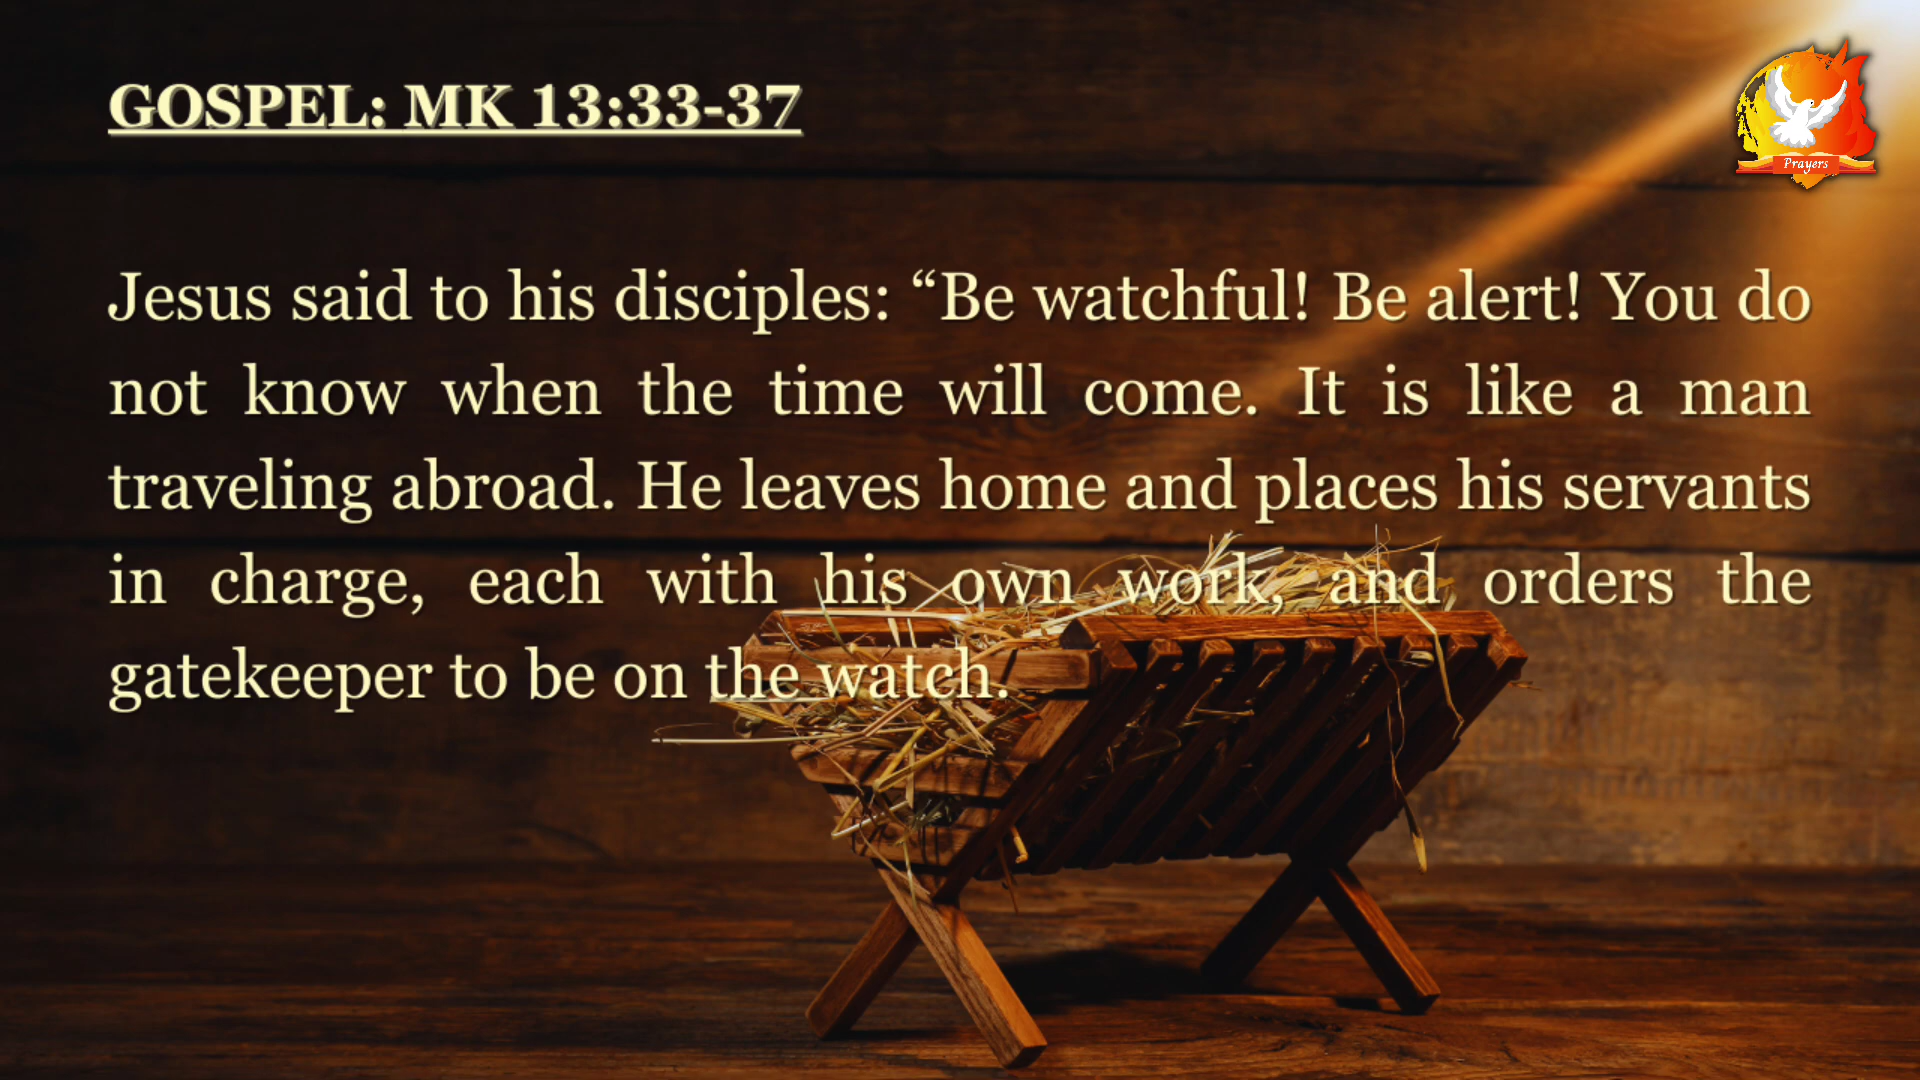 GOSPEL: MK 13:33-37
Prayers
Jesus said to his disciples: “Be watchful! Be alert! You do
not know when the time will come. It is like a man
traveling abroad. He leaves home and places his servants
in charge, each with his own work, and orders the
gatekeeper to be on the watch.